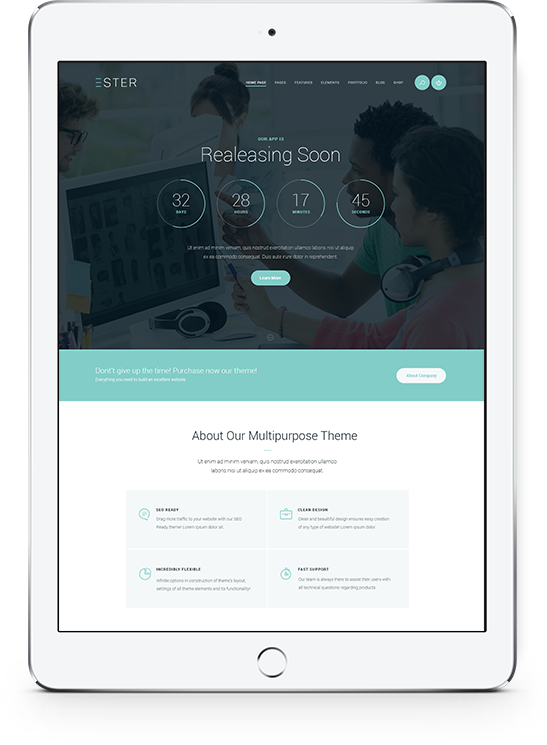 ESTER
HOME PAGE PAGES FEATURES ELEMENTS PORTFOLIO BLOG SHOP
OUR APP IS
Realeasing Soon
32 28 17 45
DAYS HOURS MINUTES SECONDS
Ut enim ad minim veniam, quis nostrud exercitation ullamco laboris nisi ut aliquip
ex ea commodo consequat. Duis aute irure dolor in reprehenderit.
Learn More
Dont't give up the time! Purchase now our theme!
Everything you need to build an excellent website.
About Company
About Our Multipurpose Theme
Ut enim ad minim veniam, quis nostrud exercitation ullamco
laboris nisi ut aliquip ex ea commodo consequat.
SEO READY
Drag more traffic to your website with our SEO
Ready theme! Lorem ipsum dolor sit.
CLEAN DESIGN
Clean and beautiful design ensures easy creation
of any type of website! Lorem ipsum dolor
INCREDIBLY FLEXIBLE
Infinite options in construction of theme's layout,
settings of all theme elements and its functionality!
FAST SUPPORT
Our team is always there to assist their users with
all technical questions regarding products